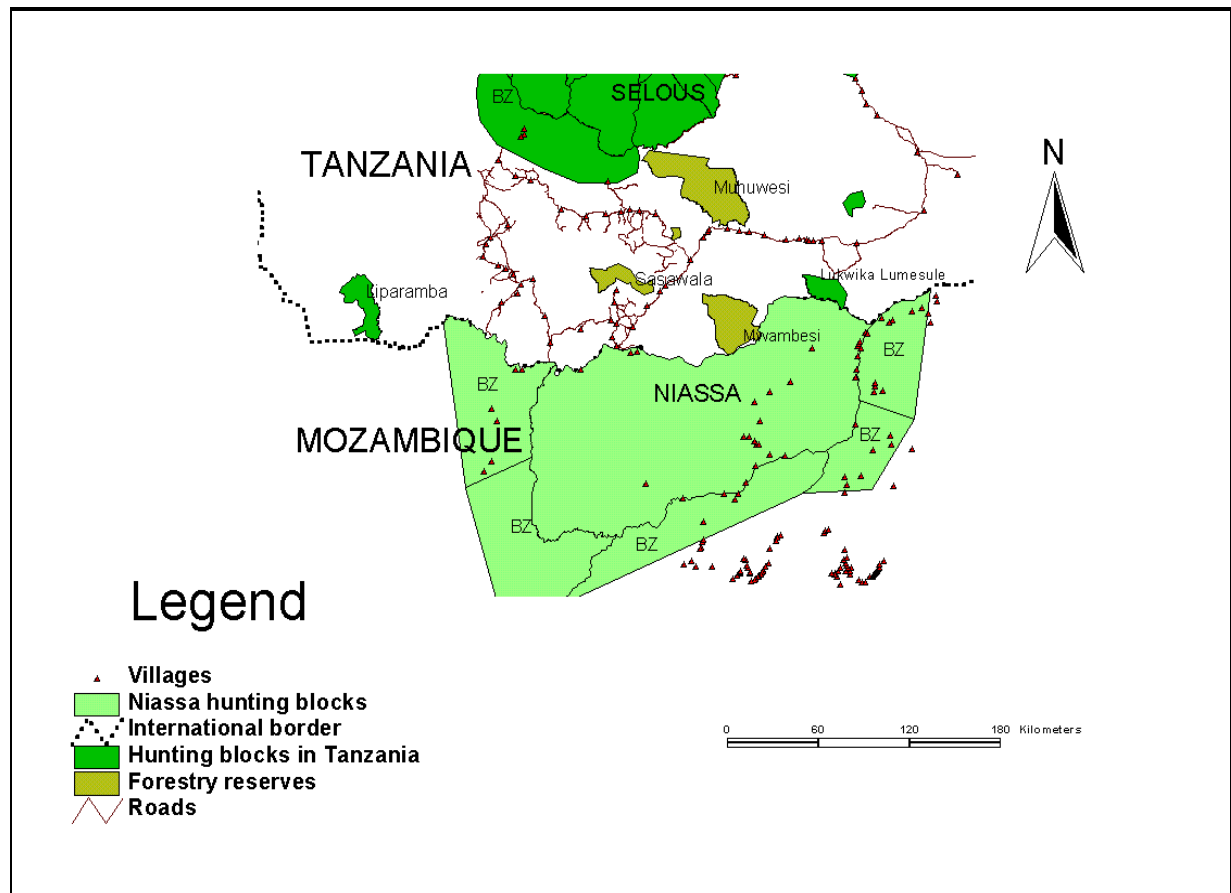 BZ
SELOUS
TANZANIA
N
Muhuwesi
Liparamba
Sasawala
Lukwika Lumesule
Mwambesi
BZ
BZ
NIASSA
MOZAMBIQUE
BZ
BZ
BZ
Legend
Villages
Niassa hunting blocks
International border
Hunting blocks in Tanzania
Forestry reserves
Roads
0 60 120 180 Kilometers